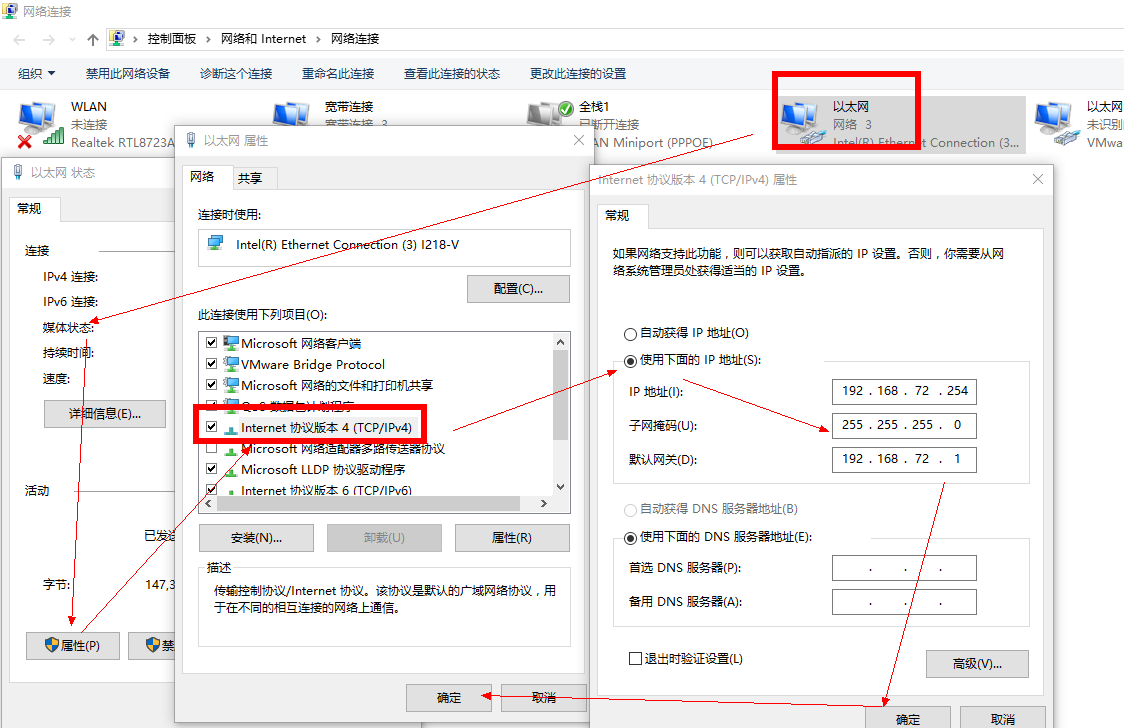 网络连接
控制面板 > 网络和 Internet > 网络连接
组织 禁用此网络设备 诊断这个连接 重命名此连接 查看此连接的状态 更改此连接的设置
WLAN
未连接
Realtek RTL8723A
宽带连接
宽带连接 3
全栈1
已断开连接
AN Miniport (PPPOE)
以太网
网络 3
Intel(R) Ethernet Connection (3...
以太网
未识别
VMwa
以太网 状态
常规
连接
IPv4 连接:
IPv6 连接:
媒体状态:
持续时间:
速度:
详细信息(E)...
活动
已发送
字节:
147,3
属性(P)
禁
以太网 属性
网络
共享
连接时使用:
Intel(R) Ethernet Connection (3) I218-V
配置(C)...
此连接使用下列项目(O):
Microsoft 网络客户端
VMware Bridge Protocol
Microsoft 网络的文件和打印机共享
QoS 数据包计划程序
Internet 协议版本 4 (TCP/IPv4)
Microsoft 网络适配器多路传送器协议
Microsoft LLDP 协议驱动程序
Internet 协议版本 6 (TCP/IPv6)
安装(N)...
卸载(U)
属性(R)
描述
传输控制协议/Internet 协议。该协议是默认的广域网络协议，用
于在不同的相互连接的网络上通信。
确定
取消
Internet 协议版本 4 (TCP/IPv4) 属性
常规
如果网络支持此功能，则可以获取自动指派的 IP 设置。否则，你需要从网
络系统管理员处获得适当的 IP 设置。
自动获得 IP 地址(O)
使用下面的 IP 地址(S):
IP 地址(I):
192 . 168 . 72 . 254
子网掩码(U):
255 . 255 . 255 . 0
默认网关(D):
192 . 168 . 72 . 1
自动获得 DNS 服务器地址(B)
使用下面的 DNS 服务器地址(E):
首选 DNS 服务器(P):
. . .
备用 DNS 服务器(A):
. . .
退出时验证设置(L)
高级(V)...
确定
取消